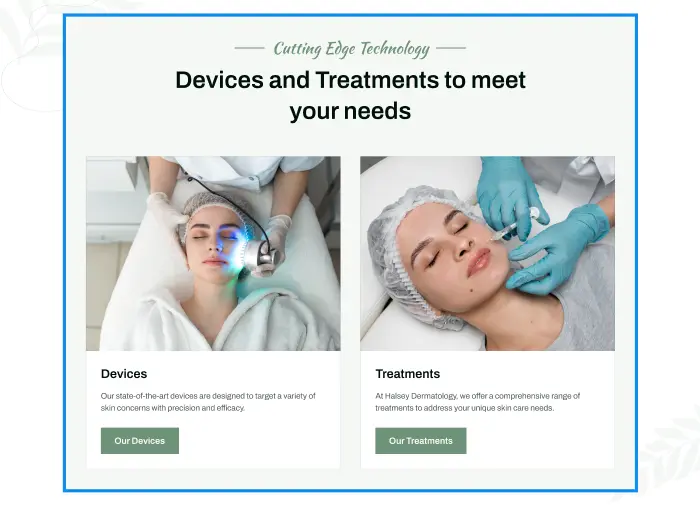 Cutting Edge Technology
Devices and Treatments to meet
your needs
Devices
Our state-of-the-art devices are designed to target a variety of
skin concerns with precision and efficacy.
Our Devices
Treatments
At Halsey Dermatology, we offer a comprehensive range of
treatments to address your unique skin care needs.
Our Treatments